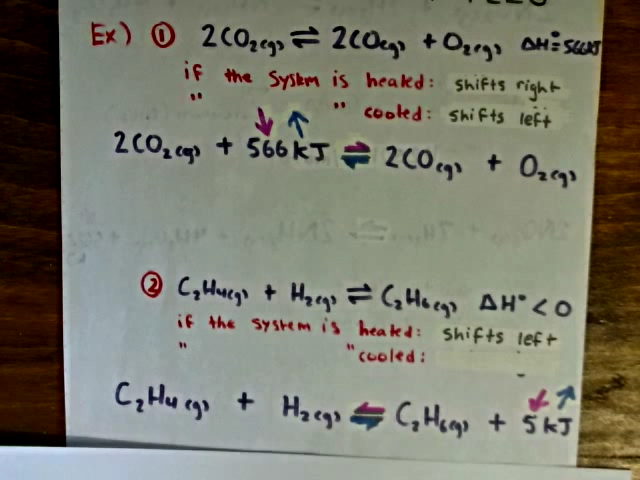 Ex) ① 2CO₂(g) ⇌ 2CO(g) + O₂(g) ΔH°=566kJ
if the system is heated: shifts right
" " cooled: shifts left
2CO₂(g) + 566kJ ⇌ 2CO(g) + O₂(g)
② C₂H₄(g) + H₂(g) ⇌ C₂H₆(g) ΔH° < 0
if the system is heated: shifts left
" " cooled:
C₂H₄(g) + H₂(g) ⇌ C₂H₆(g) + 5kJ